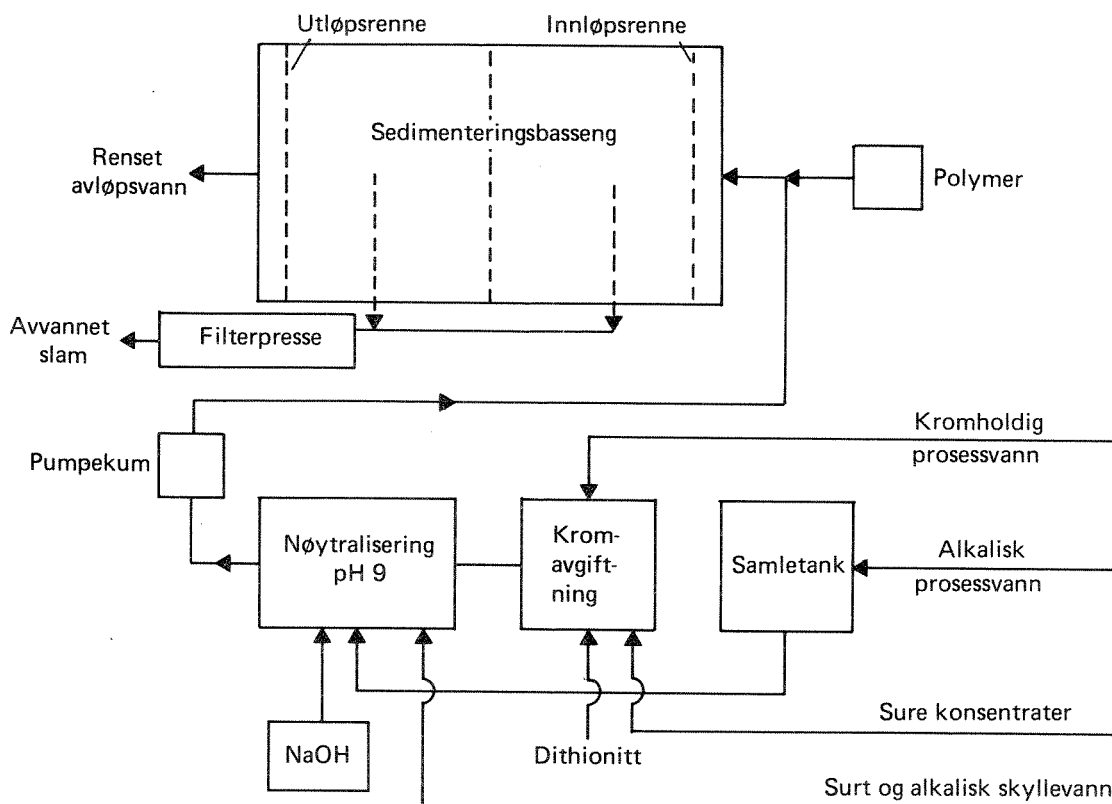 Utløpsrenne
Innløpsrenne
Sedimenteringsbasseng
Renset
avløpsvann
Polymer
Avvannet
slam
Filterpresse
Kromholdig
prosessvann
Pumpekum
Nøytralisering
pH 9
Krom-
avgift-
ning
Samletank
Alkalisk
prosessvann
Sure konsentrater
NaOH
Dithionitt
Surt og alkalisk skyllevann